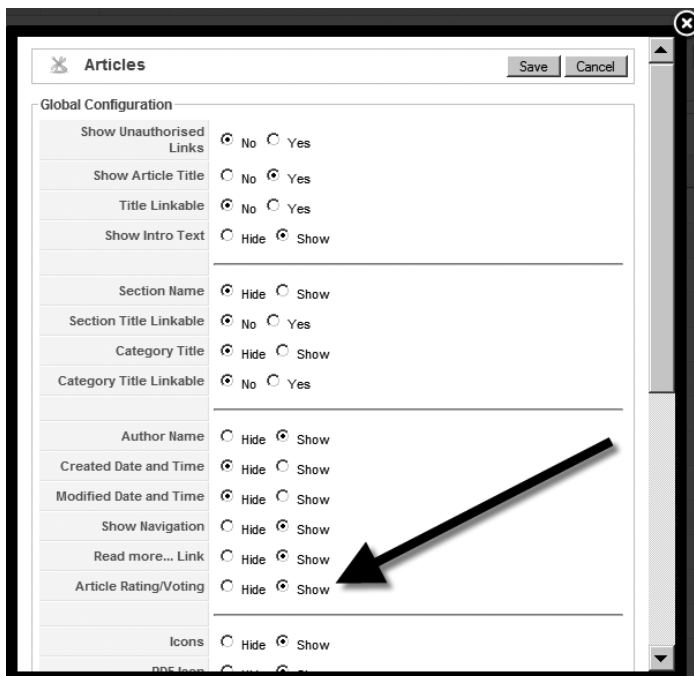 Articles
Save Cancel
Global Configuration
Show Unauthorised
Links No Yes
Show Article Title No Yes
Title Linkable No Yes
Show Intro Text Hide Show
Section Name Hide Show
Section Title Linkable No Yes
Category Title Hide Show
Category Title Linkable No Yes
Author Name Hide Show
Created Date and Time Hide Show
Modified Date and Time Hide Show
Show Navigation Hide Show
Read more... Link Hide Show
Article Rating/Voting Hide Show
Icons Hide Show
PDF Icon